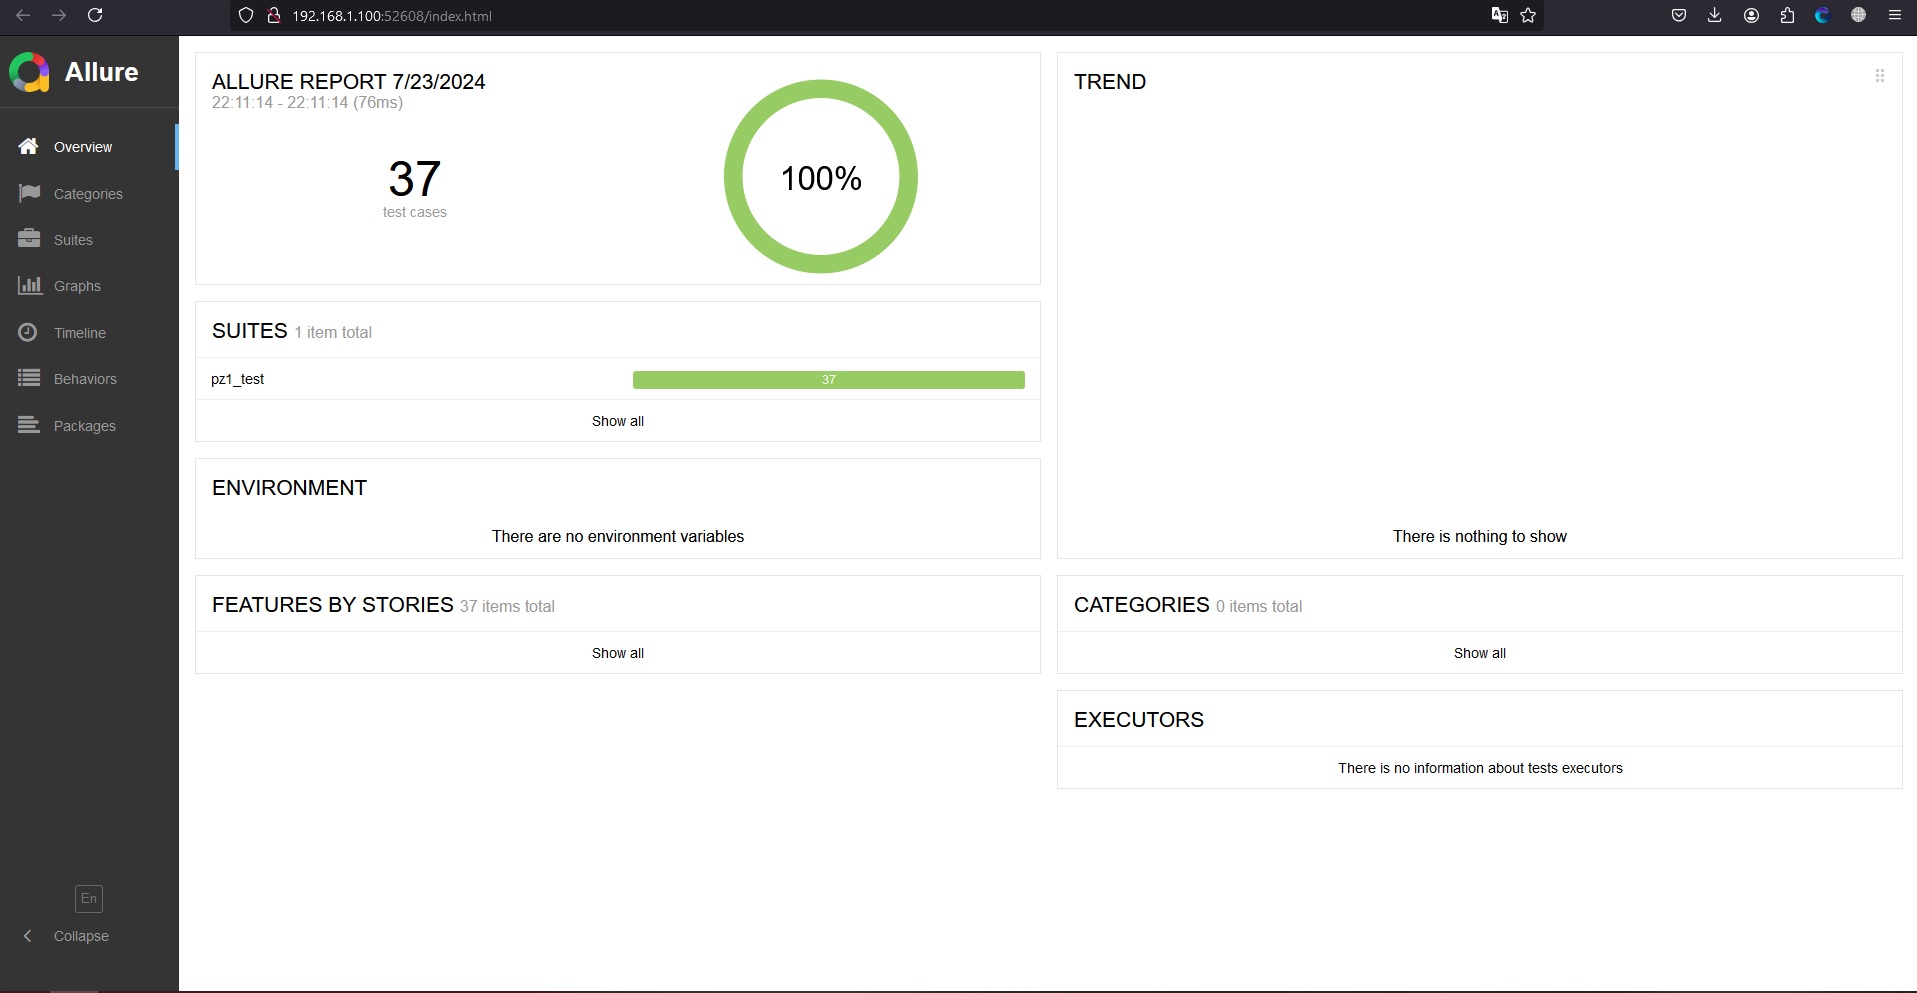 192.168.1.100:52608/index.html
Allure
Overview
Categories
Suites
Graphs
Timeline
Behaviors
Packages
En
Collapse
ALLURE REPORT 7/23/2024
22:11:14 - 22:11:14 (76ms)
37
test cases
100%
SUITES 1 item total
pz1_test
37
Show all
ENVIRONMENT
There are no environment variables
FEATURES BY STORIES 37 items total
Show all
TREND
There is nothing to show
CATEGORIES 0 items total
Show all
EXECUTORS
There is no information about tests executors